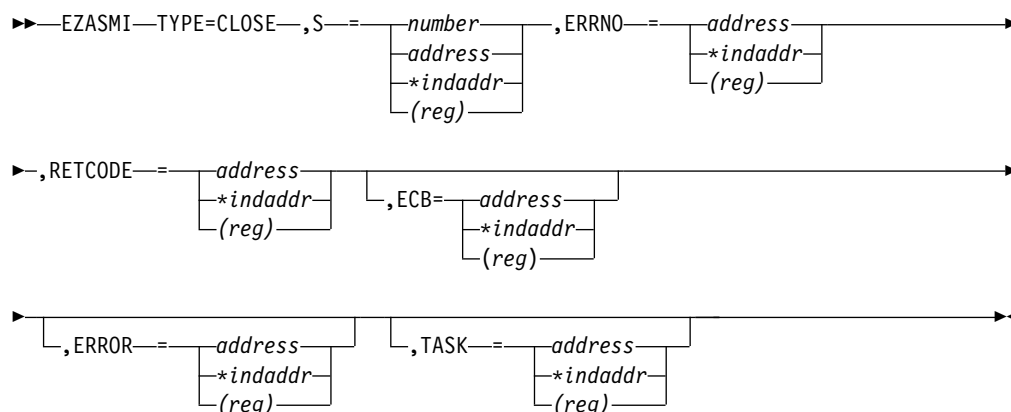 EZASMI TYPE=CLOSE ,S = number ,ERRNO = address
address *indaddr
*indaddr (reg)
(reg)
,RETCODE = address
*indaddr
(reg)
,ECB= address
*indaddr
(reg)
,ERROR = address
*indaddr
(reg)
,TASK = address
*indaddr
(reg)